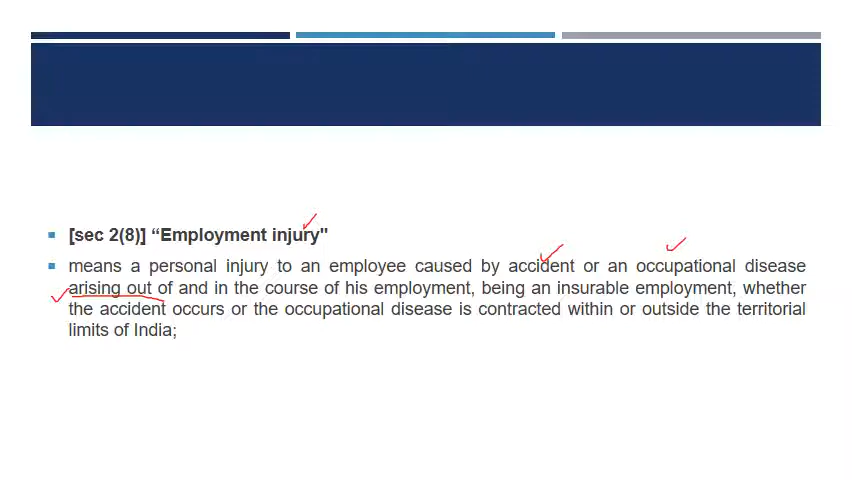 [sec 2(8)] “Employment injury"
means a personal injury to an employee caused by accident or an occupational disease
arising out of and in the course of his employment, being an insurable employment, whether
the accident occurs or the occupational disease is contracted within or outside the territorial
limits of India;